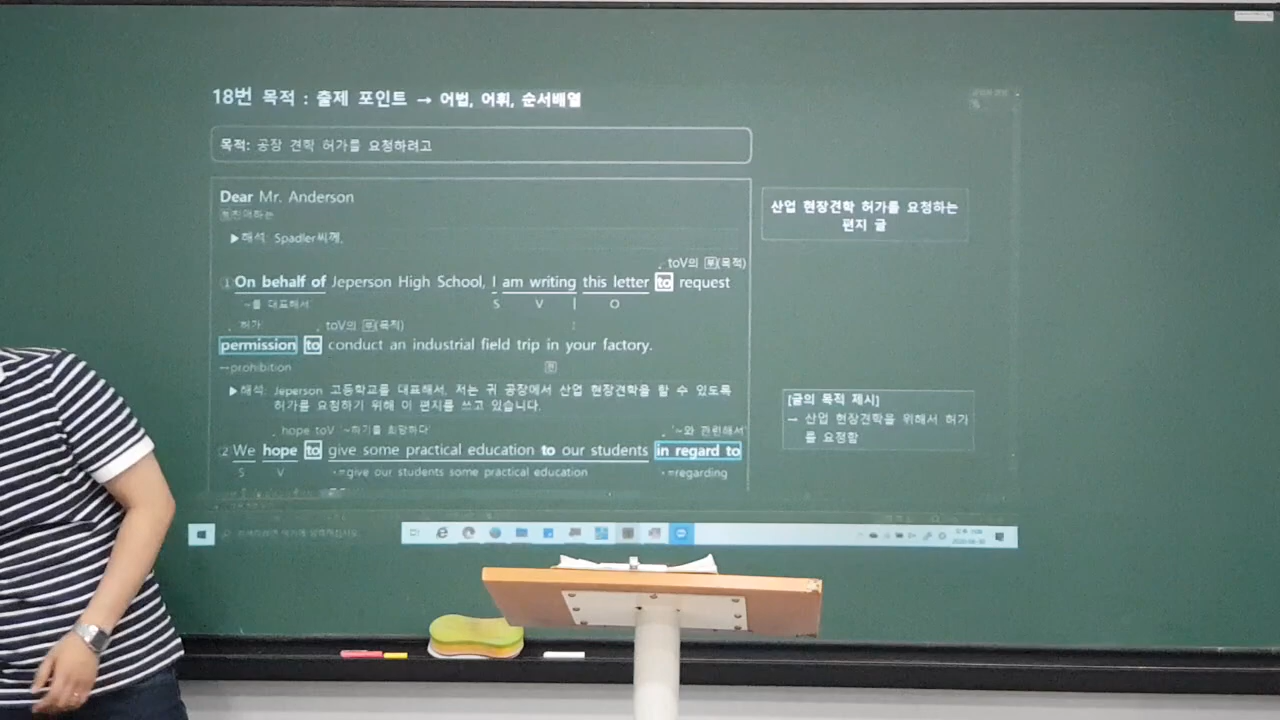 18번 목적 : 출제 포인트 → 어법, 어휘, 순서배열
목적: 공장 견학 허가를 요청하려고
Dear Mr. Anderson
친애하는
▶해석: Spadler씨께,
산업 현장견학 허가를 요청하는
편지 글
toV의 부(목적)
①On behalf of Jeperson High School, I am writing this letter to request
~를 대표해서 S V O
허가 toV의 부(목적)
permission to conduct an industrial field trip in your factory.
↔prohibition 전
▶해석: Jeperson 고등학교를 대표해서, 저는 귀 공장에서 산업 현장견학을 할 수 있도록
허가를 요청하기 위해 이 편지를 쓰고 있습니다.
[글의 목적 제시]
→ 산업 현장견학을 위해서 허가
를 요청함
hope toV '~하기를 희망하다' '~와 관련해서'
②We hope to give some practical education to our students in regard to
S V =give our students some practical education =regarding